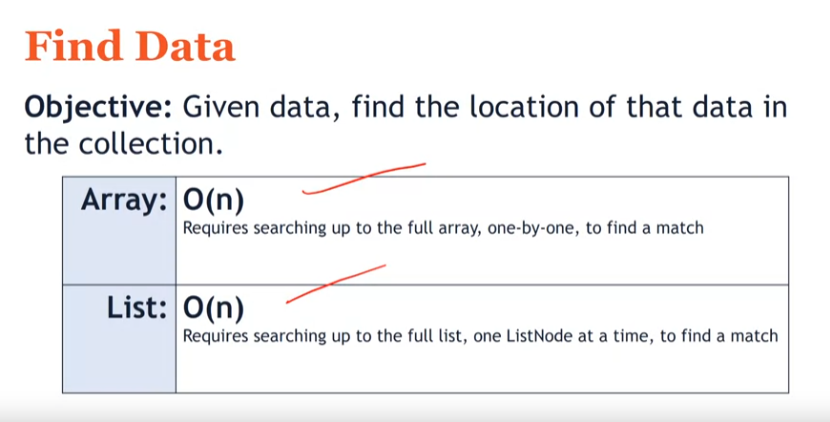 Find Data
Objective: Given data, find the location of that data in
the collection.
Array: O(n)
Requires searching up to the full array, one-by-one, to find a match
List: O(n)
Requires searching up to the full list, one ListNode at a time, to find a match